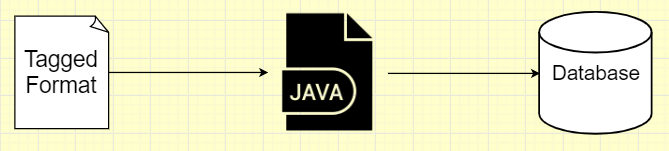 Tagged
Format
JAVA
Database